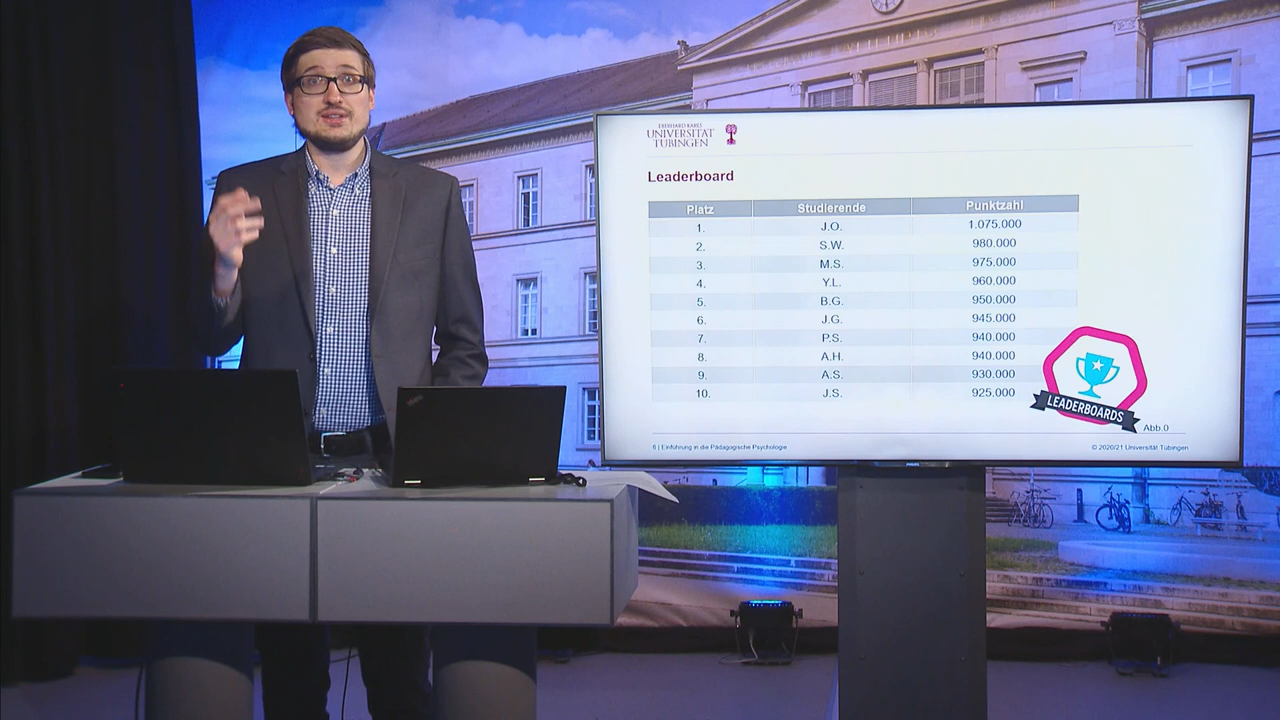 EBERHARD KARLS
UNIVERSITÄT
TÜBINGEN
Leaderboard
Platz Studierende Punktzahl
1. J.O. 1.075.000
2. S.W. 980.000
3. M.S. 975.000
4. Y.L. 960.000
5. B.G. 950.000
6. J.G. 945.000
7. P.S. 940.000
8. A.H. 940.000
9. A.S. 930.000
10. J.S. 925.000
LEADERBOARDS
Abb.0
6 | Einführung in die Pädagogische Psychologie
© 2020/21 Universität Tübingen